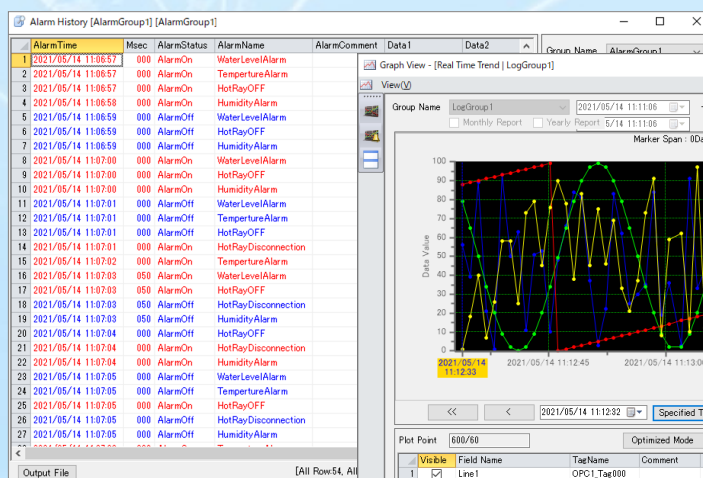 Alarm History [AlarmGroup1] [AlarmGroup1]
AlarmTime Msec AlarmStatus AlarmName AlarmComment Data1 Data2
1 2021/05/14 11:06:57 000 AlarmOn WaterLevelAlarm
2 2021/05/14 11:06:57 000 AlarmOn TempertureAlarm
3 2021/05/14 11:06:57 000 AlarmOn HotRayOFF
4 2021/05/14 11:06:58 000 AlarmOn HumidityAlarm
5 2021/05/14 11:06:59 000 AlarmOff WaterLevelAlarm
6 2021/05/14 11:06:59 000 AlarmOff HotRayOFF
7 2021/05/14 11:06:59 000 AlarmOff HumidityAlarm
8 2021/05/14 11:07:00 000 AlarmOn WaterLevelAlarm
9 2021/05/14 11:07:00 000 AlarmOn HotRayOFF
10 2021/05/14 11:07:00 000 AlarmOn HumidityAlarm
11 2021/05/14 11:07:01 000 AlarmOff WaterLevelAlarm
12 2021/05/14 11:07:01 000 AlarmOff TempertureAlarm
13 2021/05/14 11:07:01 000 AlarmOff HotRayOFF
14 2021/05/14 11:07:01 000 AlarmOn HotRayDisconnection
15 2021/05/14 11:07:02 000 AlarmOn TempertureAlarm
16 2021/05/14 11:07:03 050 AlarmOn WaterLevelAlarm
17 2021/05/14 11:07:03 050 AlarmOn HotRayOFF
18 2021/05/14 11:07:03 050 AlarmOff HotRayDisconnection
19 2021/05/14 11:07:03 050 AlarmOff HumidityAlarm
20 2021/05/14 11:07:04 000 AlarmOff HotRayOFF
21 2021/05/14 11:07:04 000 AlarmOn HotRayDisconnection
22 2021/05/14 11:07:04 000 AlarmOn HumidityAlarm
23 2021/05/14 11:07:05 000 AlarmOff WaterLevelAlarm
24 2021/05/14 11:07:05 000 AlarmOff TempertureAlarm
25 2021/05/14 11:07:05 000 AlarmOn HotRayOFF
26 2021/05/14 11:07:05 000 AlarmOff HotRayDisconnection
27 2021/05/14 11:07:05 000 AlarmOff HumidityAlarm
Output File
[All Row:54, All
Group Name AlarmGroup1
Graph View - [Real Time Trend | LogGroup1]
View(V)
Group Name LogGroup1 2021/05/14 11:11:06
Monthly Report Yearly Report 5/14 11:11:06
Marker Span : 0Da
Data Value
100
90
80
70
60
50
40
30
20
10
0
2021/05/14 11:12:33
2021/05/14 11:12:45
2021/05/14 11:13:00
<< < 2021/05/14 11:12:32 Specified T
Plot Point 600/60 Optimized Mode
Visible Field Name TagName Comment
1 Line1 OPC1_Tag000